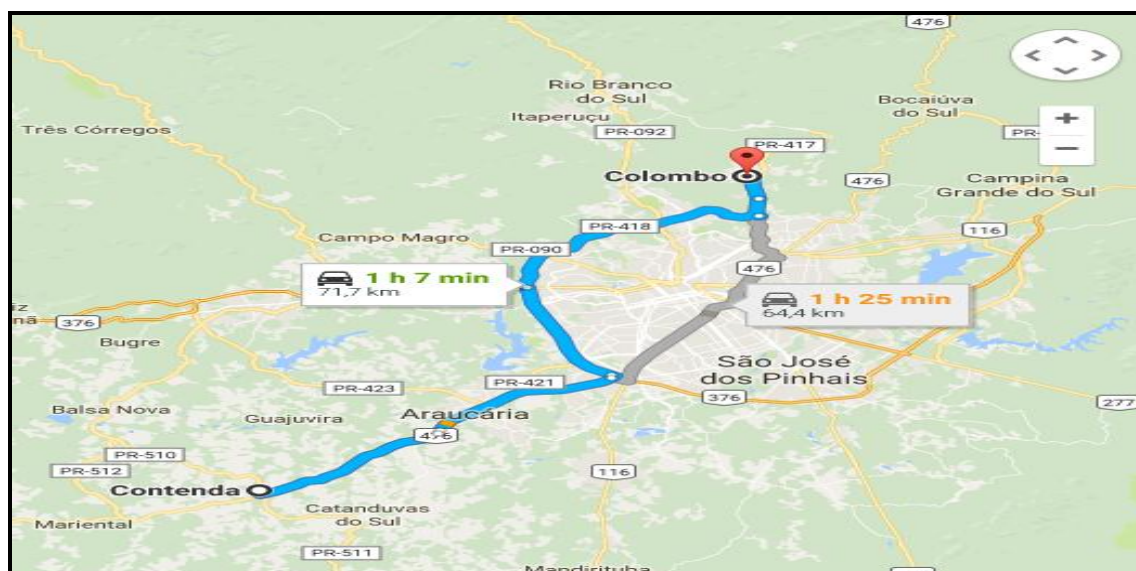 476
Rio Branco
do Sul
Itaperuçu
Bocaiúva
do Sul
+
−
Três Córregos
PR-092
PR-417
PR-
Colombo
476
Campina
Grande do Sul
PR-418
116
Campo Magro
PR-090
476
1 h 7 min
71,7 km
1 h 25 min
64,4 km
376
Bugre
São José
dos Pinhais
PR-421
PR-423
376
277
Balsa Nova
Guajuvira
Araucária
476
PR-510
PR-512
116
Contenda
Catanduvas
do Sul
Mariental
PR-511
Mandirituba